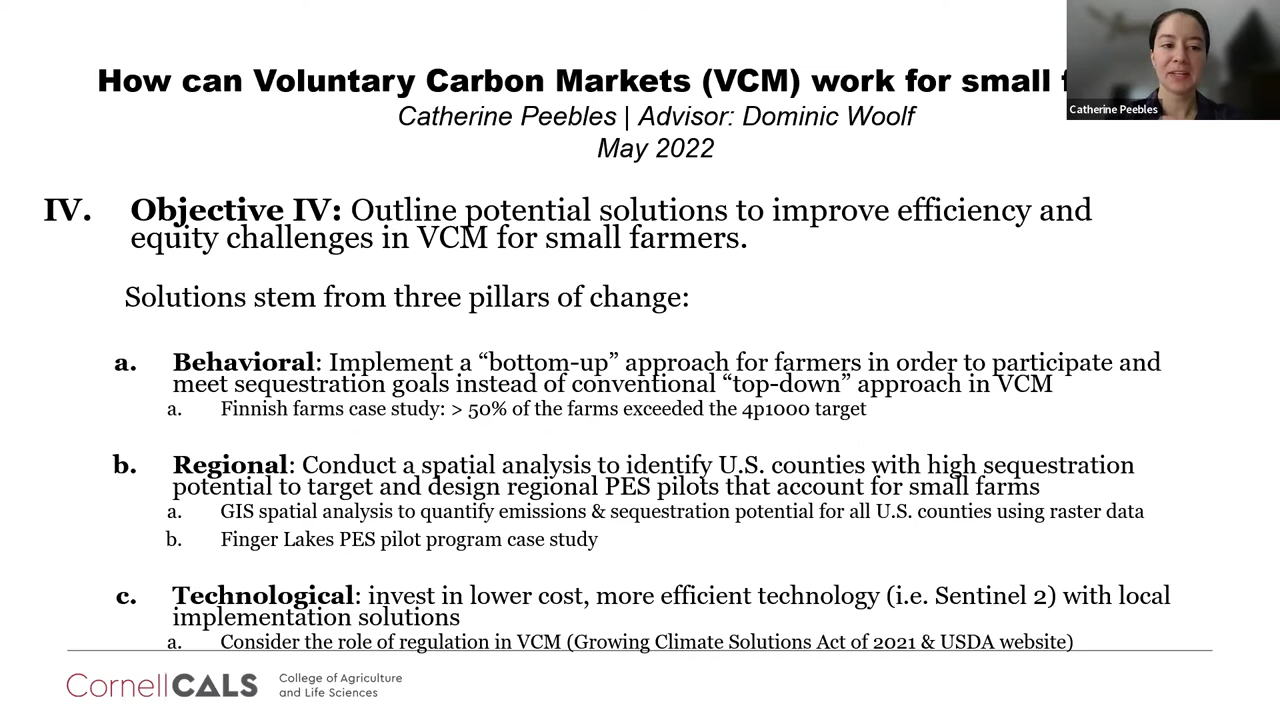 How can Voluntary Carbon Markets (VCM) work for small
Catherine Peebles
Catherine Peebles | Advisor: Dominic Woolf
May 2022
IV. Objective IV: Outline potential solutions to improve efficiency and
equity challenges in VCM for small farmers.
Solutions stem from three pillars of change:
a. Behavioral: Implement a “bottom-up” approach for farmers in order to participate and
meet sequestration goals instead of conventional “top-down” approach in VCM
a. Finnish farms case study: > 50% of the farms exceeded the 4p1000 target
b. Regional: Conduct a spatial analysis to identify U.S. counties with high sequestration
potential to target and design regional PES pilots that account for small farms
a. GIS spatial analysis to quantify emissions & sequestration potential for all U.S. counties using raster data
b. Finger Lakes PES pilot program case study
c. Technological: invest in lower cost, more efficient technology (i.e. Sentinel 2) with local
implementation solutions
a. Consider the role of regulation in VCM (Growing Climate Solutions Act of 2021 & USDA website)
CornellCALS
College of Agriculture
and Life Sciences